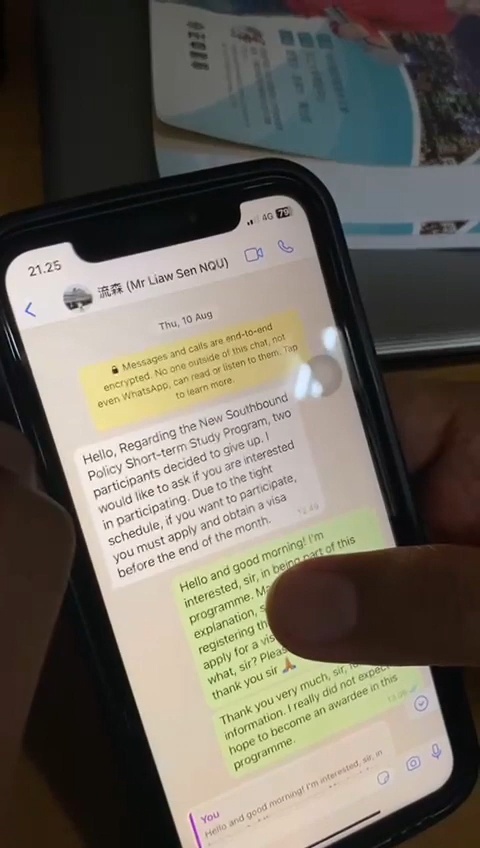 21.25
4G 79
流森 (Mr Liaw Sen NQU)
Thu, 10 Aug
Messages and calls are end-to-end
encrypted. No one outside of this chat, not
even WhatsApp, can read or listen to them. Tap
to learn more.
Hello, Regarding the New Southbound
Policy Short-term Study Program, two
participants decided to give up. I
would like to ask if you are interested
in participating. Due to the tight
schedule, if you want to participate,
you must apply and obtain a visa
before the end of the month.
Hello and good morning! I'm
interested, sir, in being part of this
programme.
explanation,
registering
apply for a
what, sir?
thank you sir 🙏
Thank you very much, sir,
information. I really did not expect
hope to become an awardee in this
programme.
You
Hello and good morning! I'm interested, sir, in